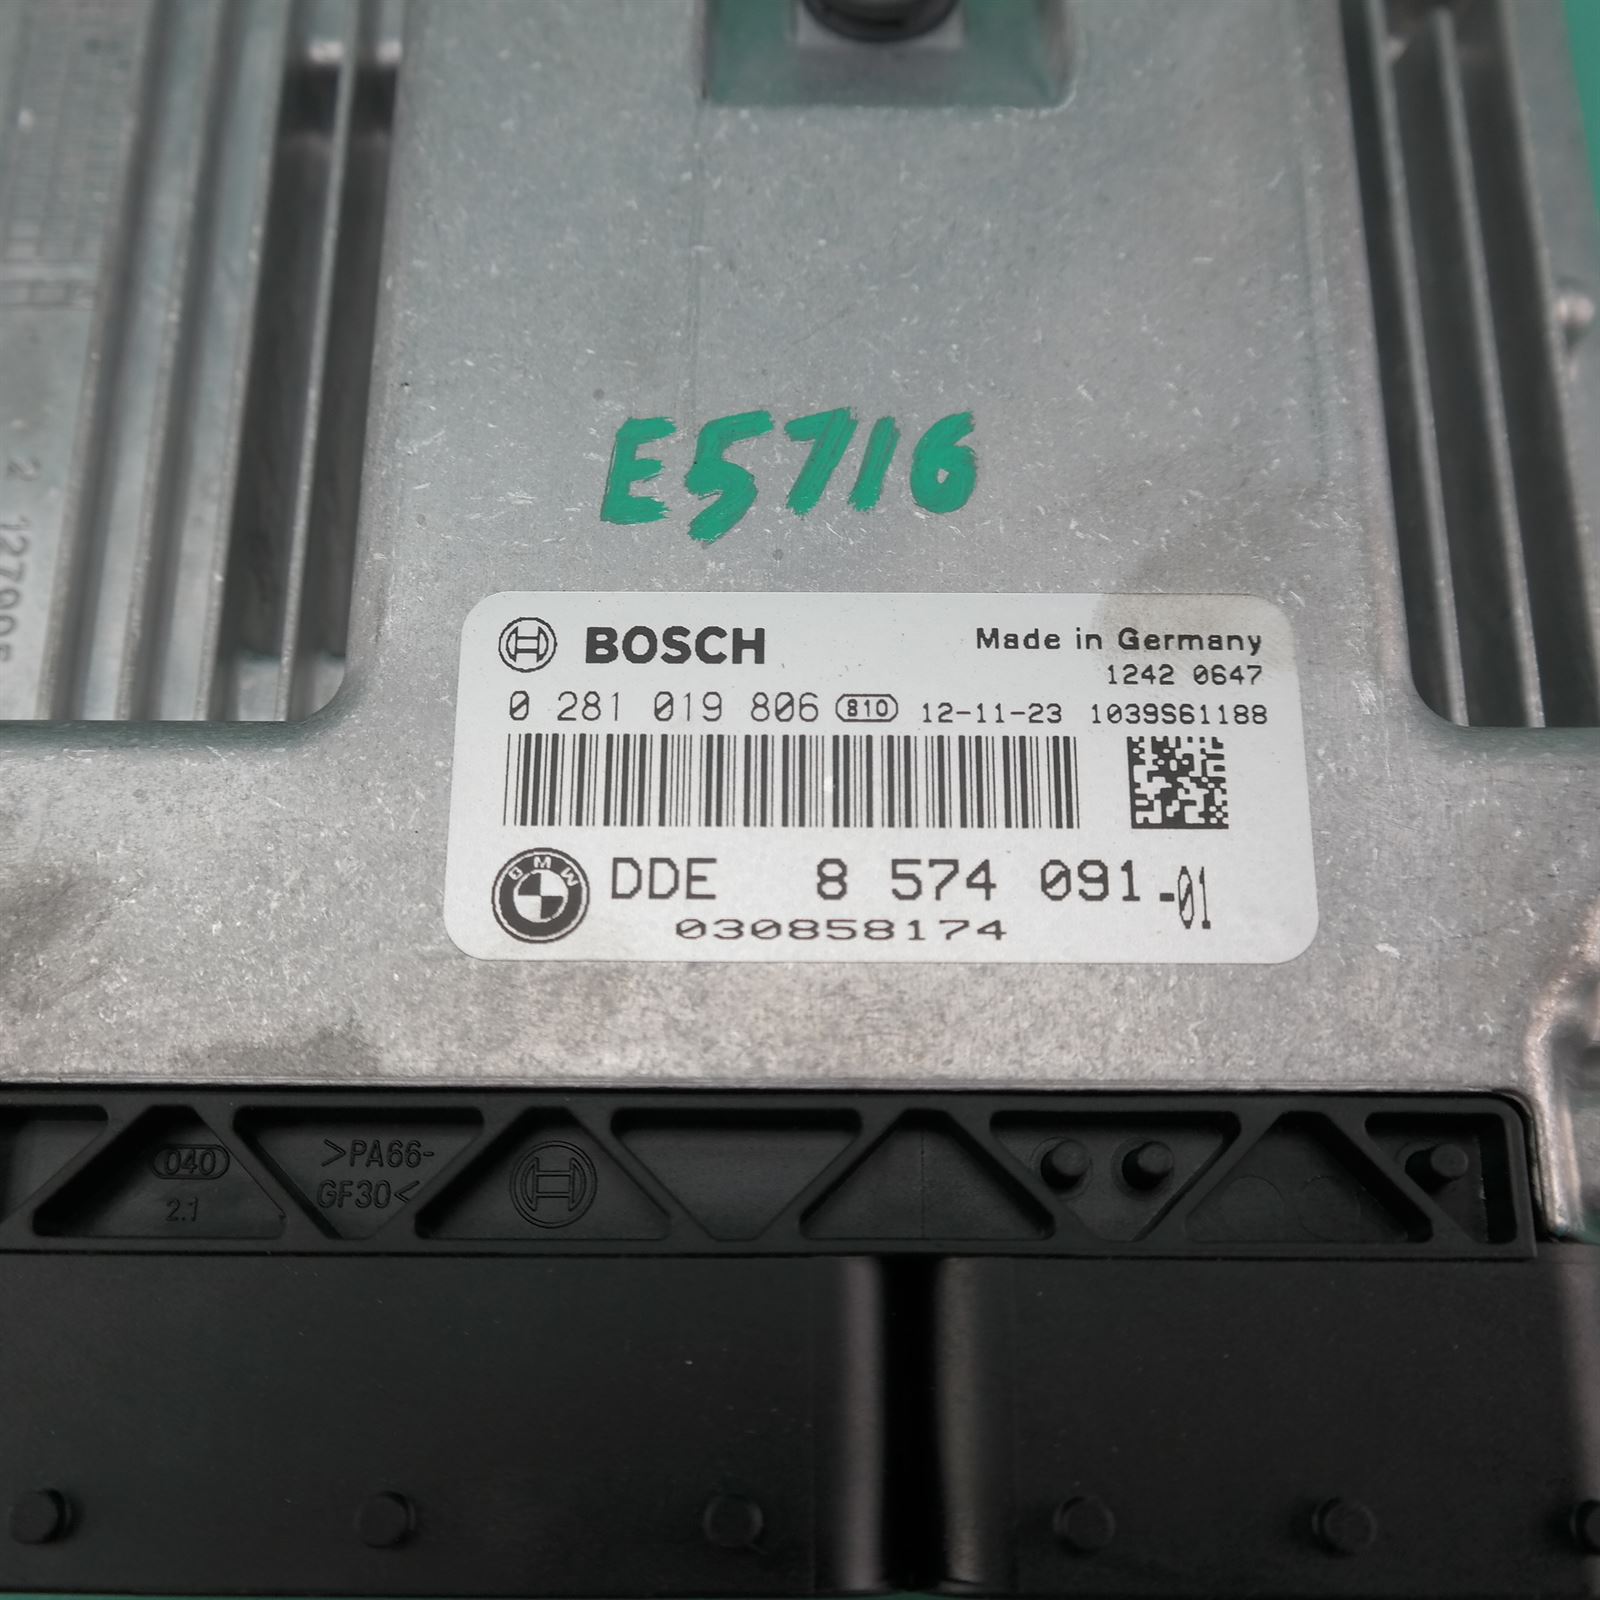 E5716
BOSCH
Made in Germany
1242 0647
0 281 019 806 810 12-11-23 1039S61188
BMW
DDE 8 574 091-01
030858174
040
2.1
>PA66-
GF30<